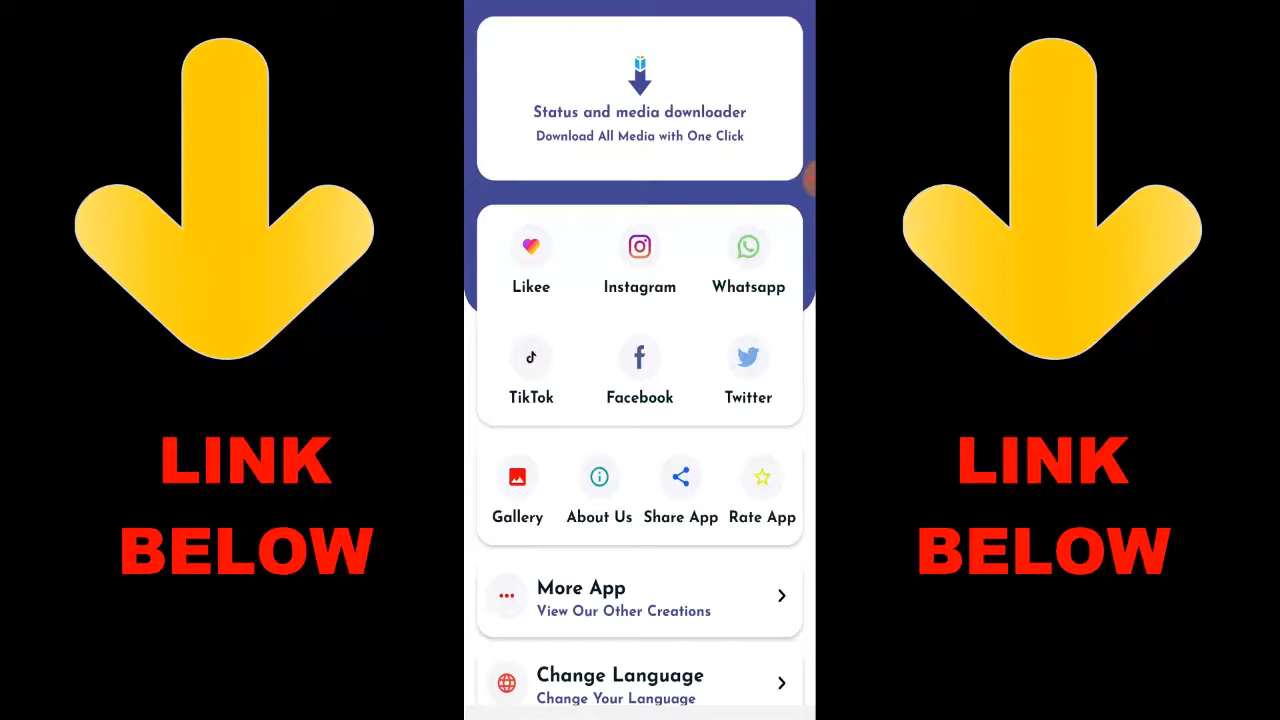 Status and media downloader
Download All Media with One Click
Likee
Instagram
Whatsapp
TikTok
Facebook
Twitter
LINK
BELOW
LINK
BELOW
Gallery
About Us
Share App
Rate App
More App
View Our Other Creations
Change Language
Change Your Language